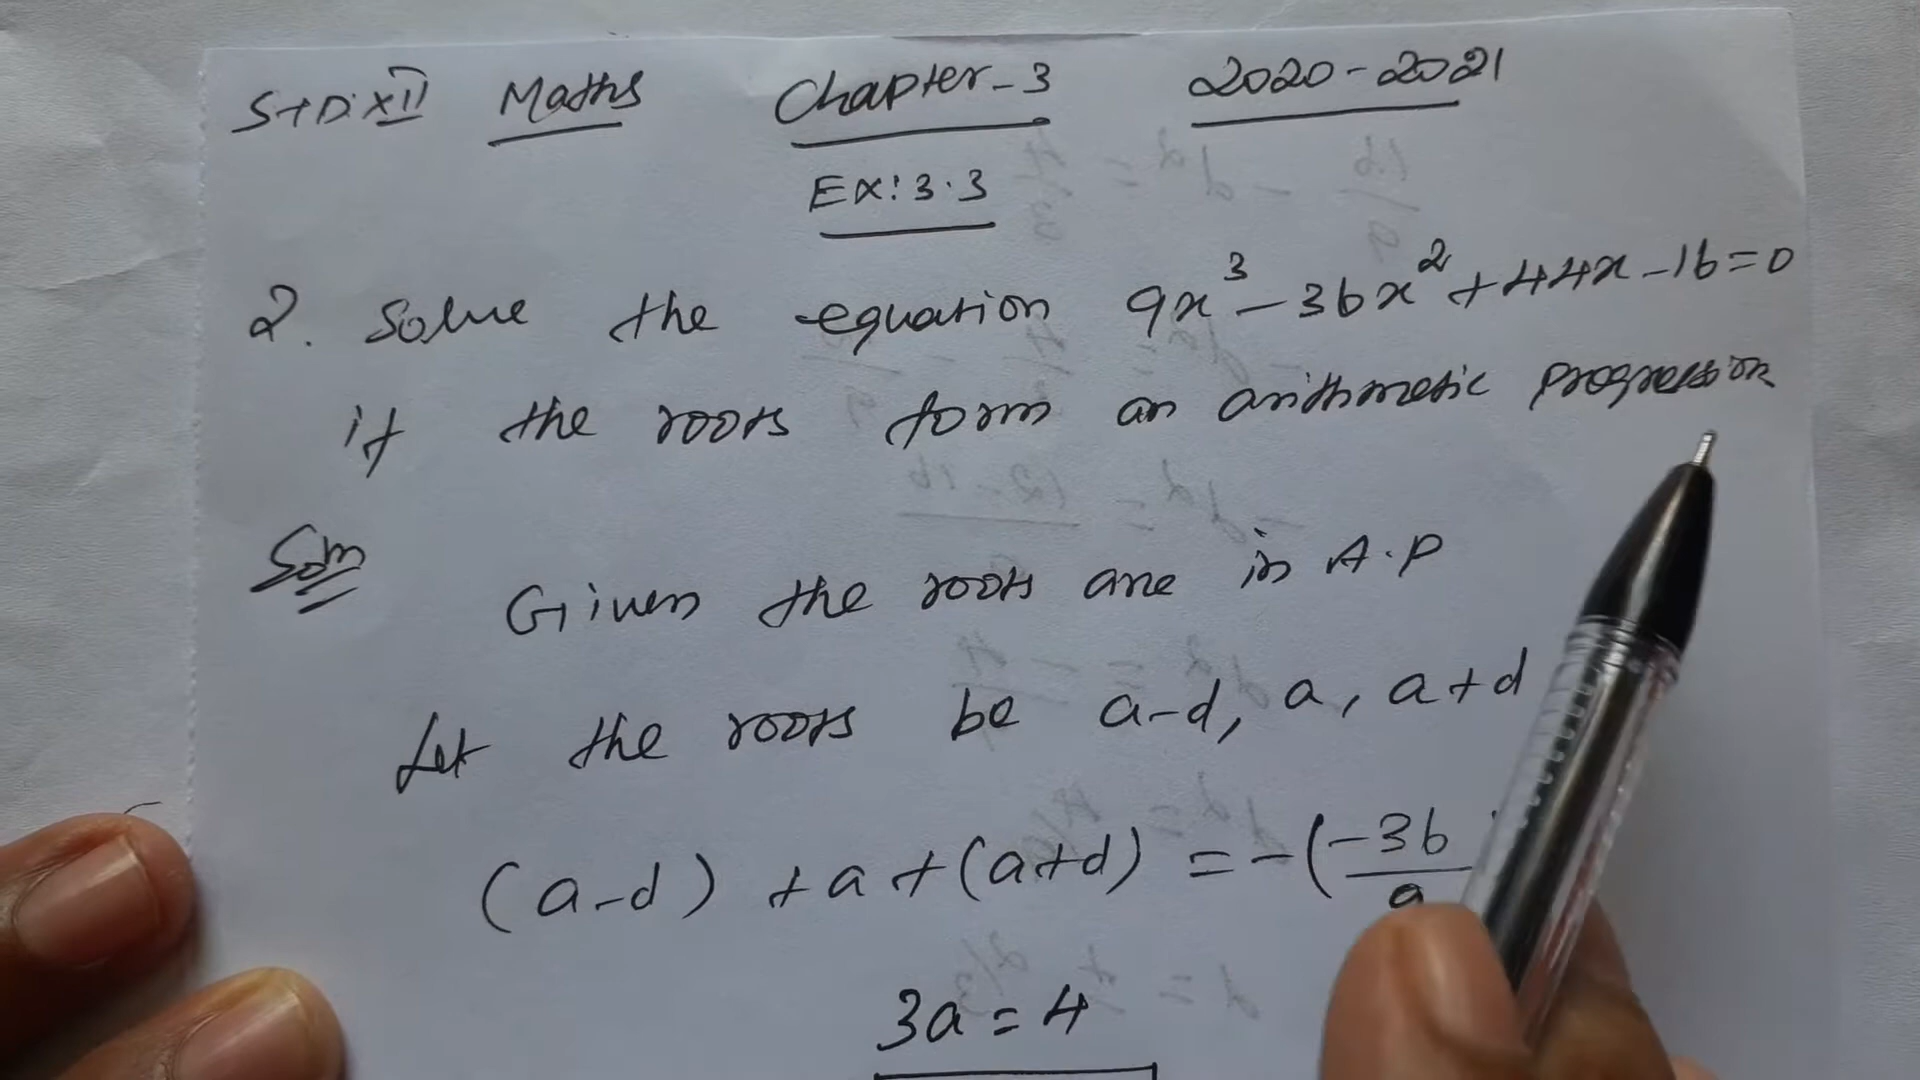 STD: XII Maths Chapter-3 2020-2021
EX: 3.3
2. Solve the equation 9x³-36x²+44x-16=0
if the roots form an arithmetic progression
Soln
Given the roots are in A.P
Let the roots be a-d, a, a+d
(a-d) +a+(a+d) = -(-36/9
3a=4